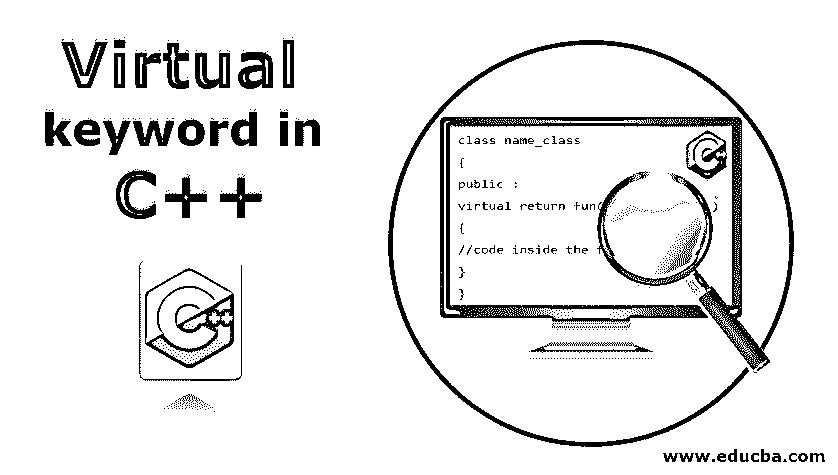 Virtual
keyword in
C++
C++
class name_class
{
public :
virtual return fun( )
{
//code inside the
}
}
www.educba.com